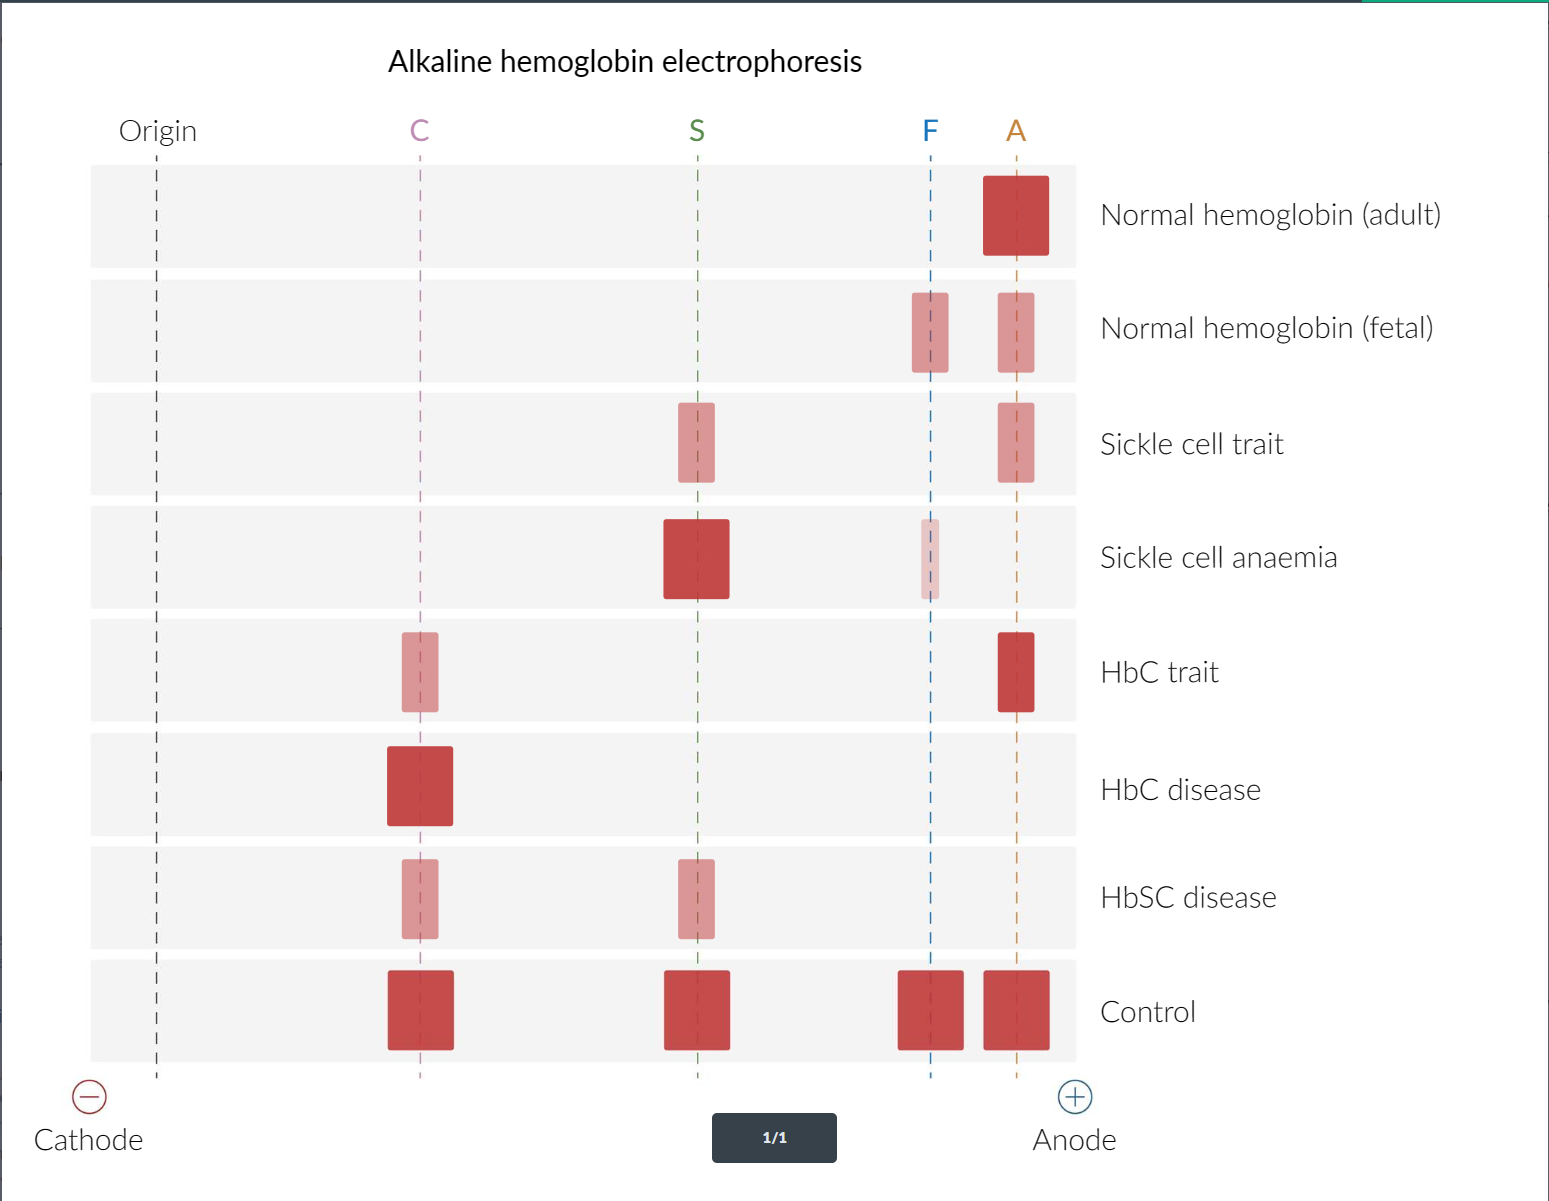 Alkaline hemoglobin electrophoresis
Origin C S F A
Normal hemoglobin (adult)
Normal hemoglobin (fetal)
Sickle cell trait
Sickle cell anaemia
HbC trait
HbC disease
HbSC disease
Control
Cathode
Anode
1/1